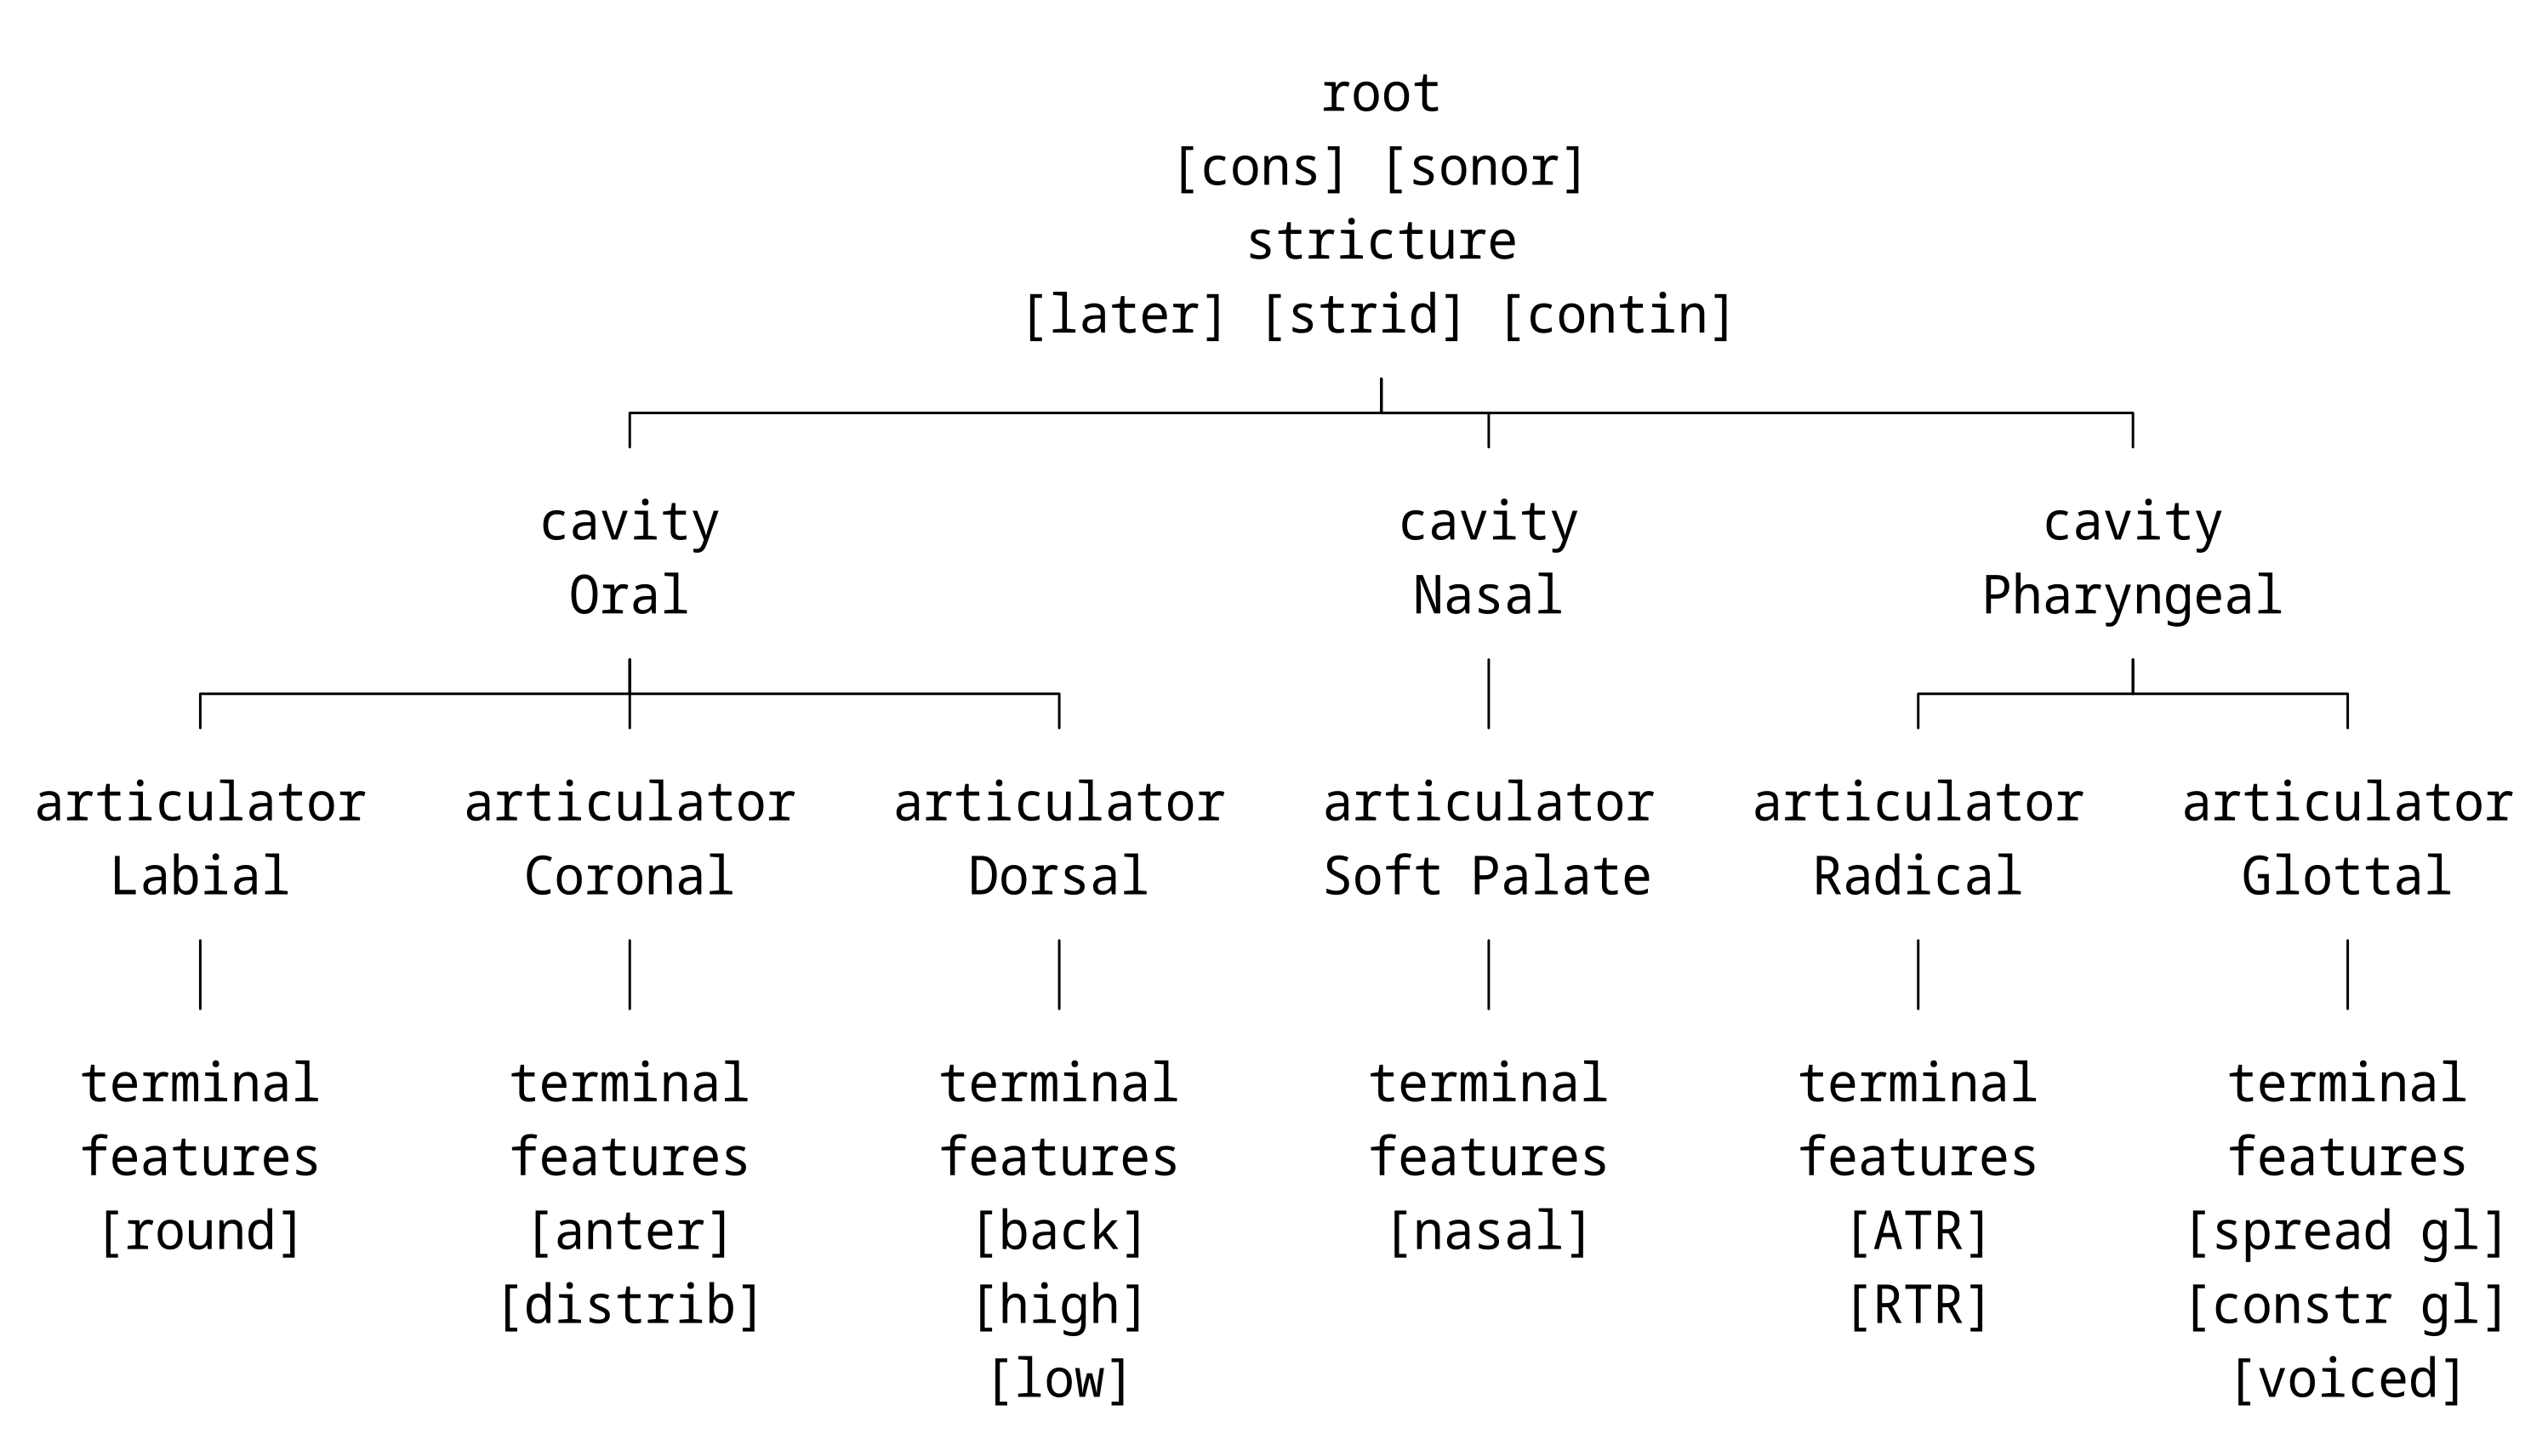 root
[cons] [sonor]
stricture
[later] [strid] [contin]
cavity
Oral
cavity
Nasal
cavity
Pharyngeal
articulator
Labial
articulator
Coronal
articulator
Dorsal
articulator
Soft Palate
articulator
Radical
articulator
Glottal
terminal
features
[round]
terminal
features
[anter]
[distrib]
terminal
features
[back]
[high]
[low]
terminal
features
[nasal]
terminal
features
[ATR]
[RTR]
terminal
features
[spread gl]
[constr gl]
[voiced]